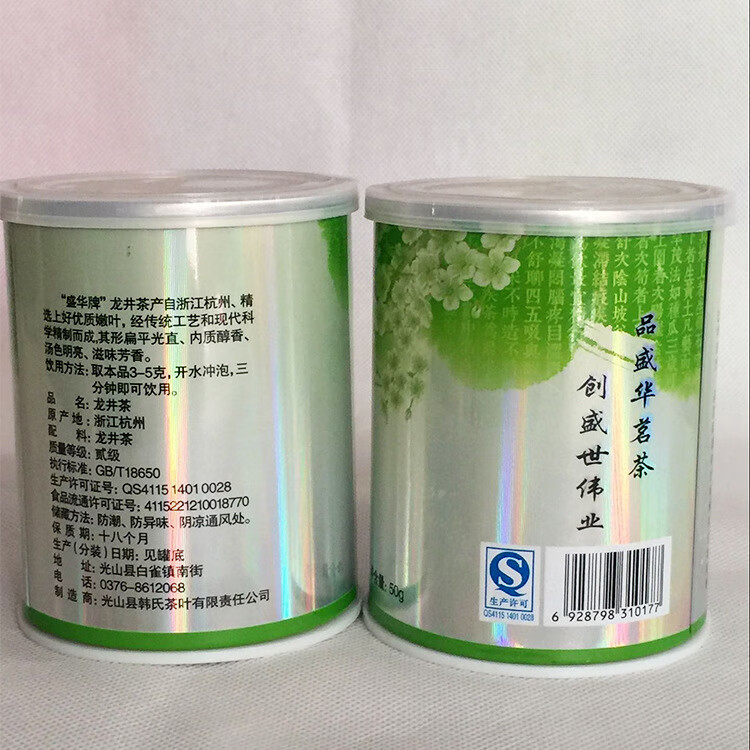 “盛华牌”龙井茶产自浙江杭州、精
选上好优质嫩叶，经传统工艺和现代科
学精制而成，其形扁平光直、内质醇香、
汤色明亮、滋味芳香。
饮用方法：取本品3-5克，开水冲泡，三
分钟即可饮用。
品 名：龙井茶
原 产 地：浙江杭州
配 料：龙井茶
质量等级：贰级
执行标准：GB/T18650
生产许可证号：QS4115 1401 0028
食品流通许可证号：4115221210018770
储藏方法：防潮、防异味、阴凉通风处。
保 质 期：十八个月
生产（分装）日期：见罐底
地 址：光山县白雀镇南街
电 话：0376-8612068
制 造 商：光山县韩氏茶叶有限责任公司
品盛华茗茶
创盛世伟业
含量：50g
生产许可
QS4115 1401 0028
6 928798 310177